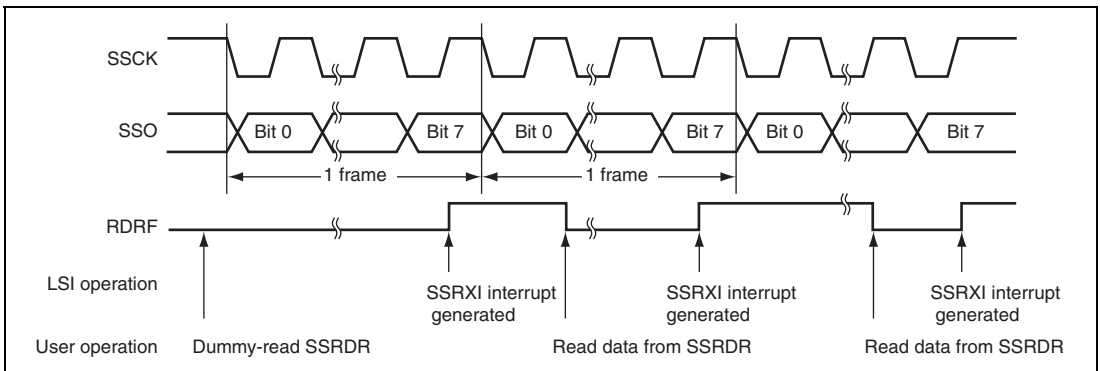 SSCK
SSO
Bit 0
Bit 7
Bit 0
Bit 7
Bit 0
Bit 7
1 frame
1 frame
RDRF
LSI operation
SSRXI interrupt
generated
SSRXI interrupt
generated
SSRXI interrupt
generated
User operation
Dummy-read SSRDR
Read data from SSRDR
Read data from SSRDR